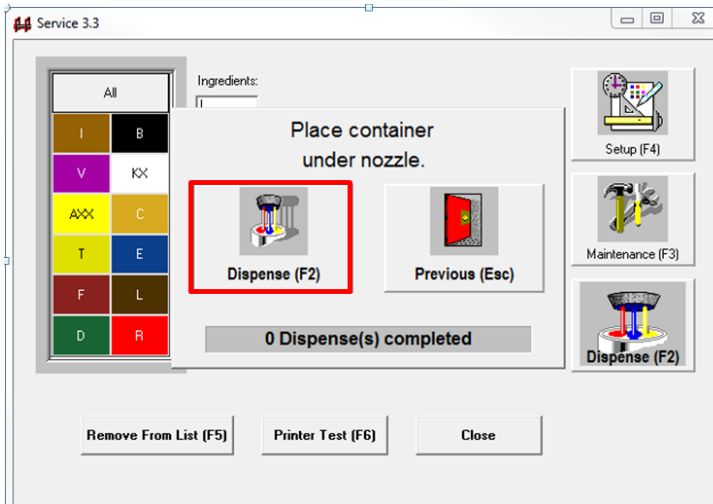 Service 3.3
All
Ingredients:
I B
V KX
AXX C
T E
F L
D R
Place container
under nozzle.
Dispense (F2)
Previous (Esc)
0 Dispense(s) completed
Setup (F4)
Maintenance (F3)
Dispense (F2)
Remove From List (F5)
Printer Test (F6)
Close